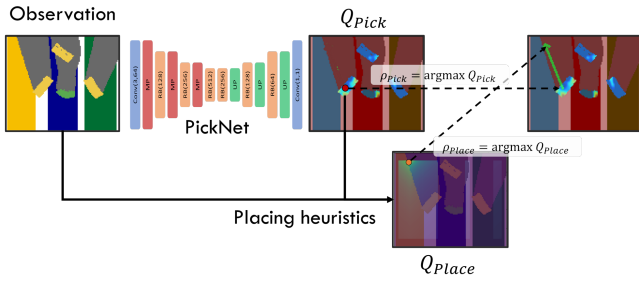 Observation
Q_Pick
Conv(3,64)
MP
RB(128)
MP
RB(256)
MP
RB(512)
RB(256)
UP
RB(128)
UP
RB(64)
UP
Conv(1,1)
PickNet
ρ_Pick = argmax Q_Pick
ρ_Place = argmax Q_Place
Placing heuristics
Q_Place